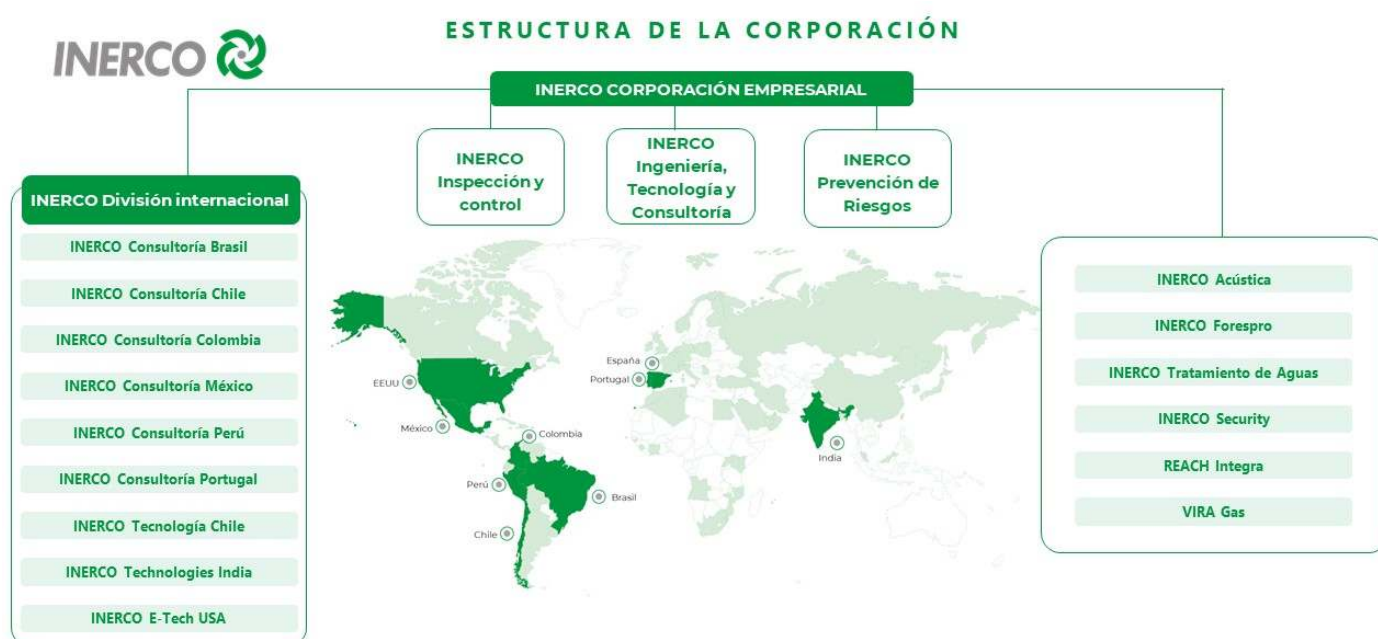 ESTRUCTURA DE LA CORPORACIÓN
INERCO
INERCO CORPORACIÓN EMPRESARIAL
INERCO
Inspección y
control
INERCO
Ingeniería,
Tecnología y
Consultoría
INERCO
Prevención de
Riesgos
INERCO División internacional
INERCO Consultoría Brasil
INERCO Consultoría Chile
INERCO Consultoría Colombia
INERCO Consultoría México
INERCO Consultoría Perú
INERCO Consultoría Portugal
INERCO Tecnología Chile
INERCO Technologies India
INERCO E-Tech USA
EEUU
México
Colombia
Perú
Brasil
Chile
España
Portugal
India
INERCO Acústica
INERCO Forespro
INERCO Tratamiento de Aguas
INERCO Security
REACH Integra
VIRA Gas